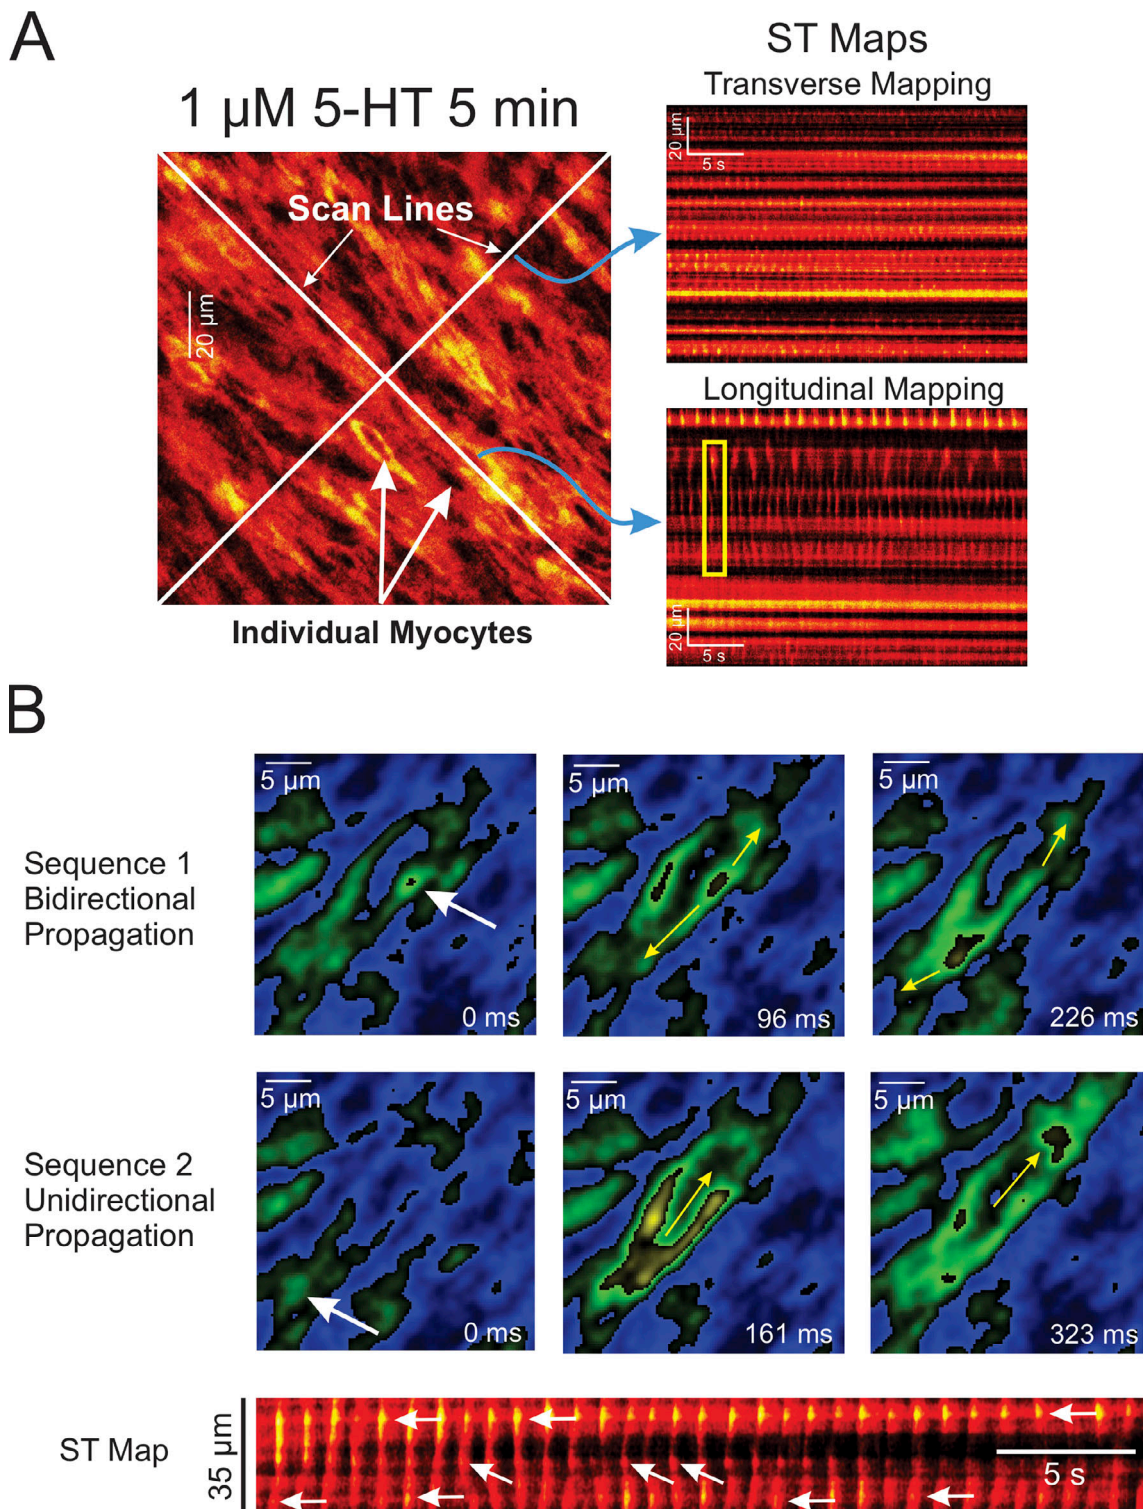 A
ST Maps
Transverse Mapping
1 µM 5-HT 5 min
20 µm
5 s
Scan Lines
20 µm
Longitudinal Mapping
20 µm
5 s
Individual Myocytes
B
5 µm
5 µm
5 µm
Sequence 1
Bidirectional
Propagation
0 ms
96 ms
226 ms
5 µm
5 µm
5 µm
Sequence 2
Unidirectional
Propagation
0 ms
161 ms
323 ms
ST Map
35 µm
5 s